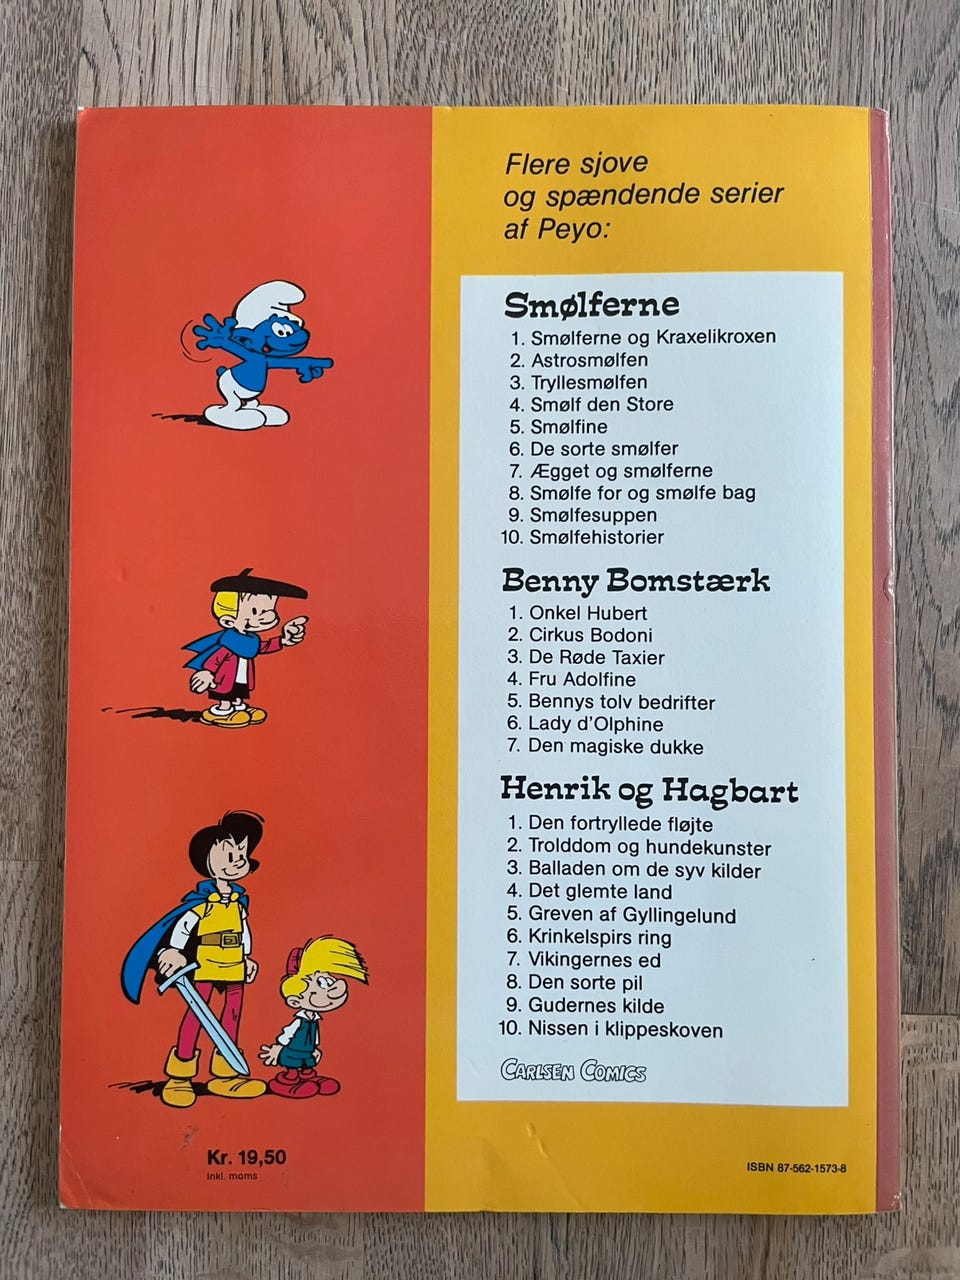 Flere sjove
og spændende serier
af Peyo:
Smølferne
1. Smølferne og Kraxelikroxen
2. Astrosmølfen
3. Tryllesmølfen
4. Smølf den Store
5. Smølfine
6. De sorte smølfer
7. Ægget og smølferne
8. Smølfe for og smølfe bag
9. Smølfesuppen
10. Smølfehistorier
Benny Bomstærk
1. Onkel Hubert
2. Cirkus Bodoni
3. De Røde Taxier
4. Fru Adolfine
5. Bennys tolv bedrifter
6. Lady d'Olphine
7. Den magiske dukke
Henrik og Hagbart
1. Den fortryllede fløjte
2. Trolddom og hundekunster
3. Balladen om de syv kilder
4. Det glemte land
5. Greven af Gyllingelund
6. Krinkelspirs ring
7. Vikingernes ed
8. Den sorte pil
9. Gudernes kilde
10. Nissen i klippeskoven
CARLSEN COMICS
Kr. 19,50
Inkl. moms
ISBN 87-562-1573-8